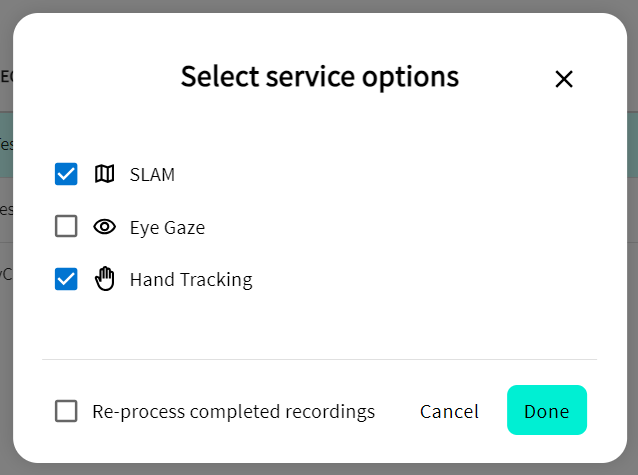 Select service options
SLAM
Eye Gaze
Hand Tracking
Re-process completed recordings
Cancel
Done